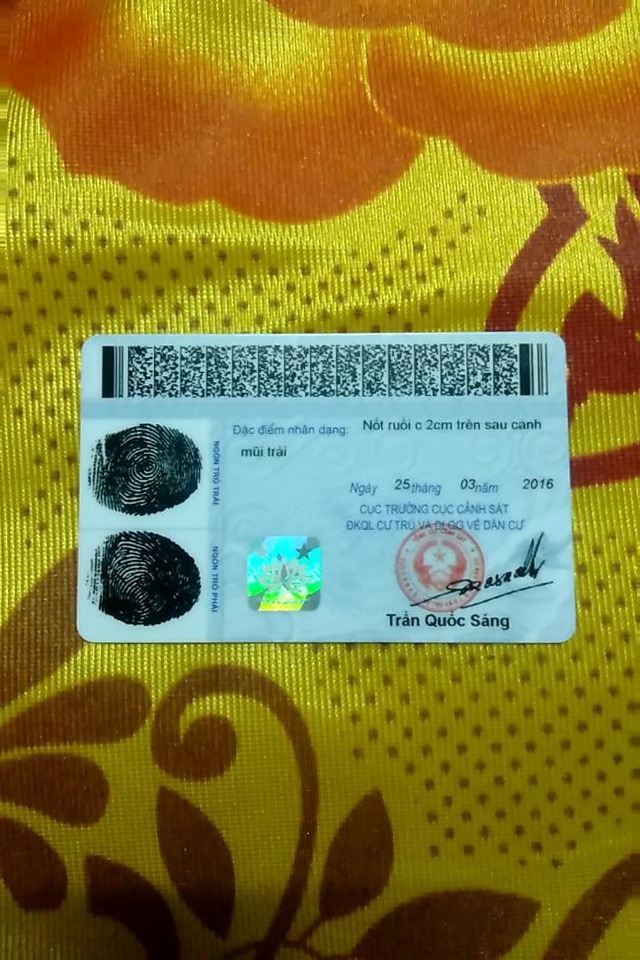 Đặc điểm nhân dạng: Nốt ruồi c 2cm trên sau cánh
mũi trái
NGÓN TRỎ TRÁI
Ngày 25 tháng 03 năm 2016
CỤC TRƯỞNG CỤC CẢNH SÁT
ĐKQL CƯ TRÚ VÀ DLQG VỀ DÂN CƯ
NGÓN TRỎ PHẢI
Trần Quốc Sáng